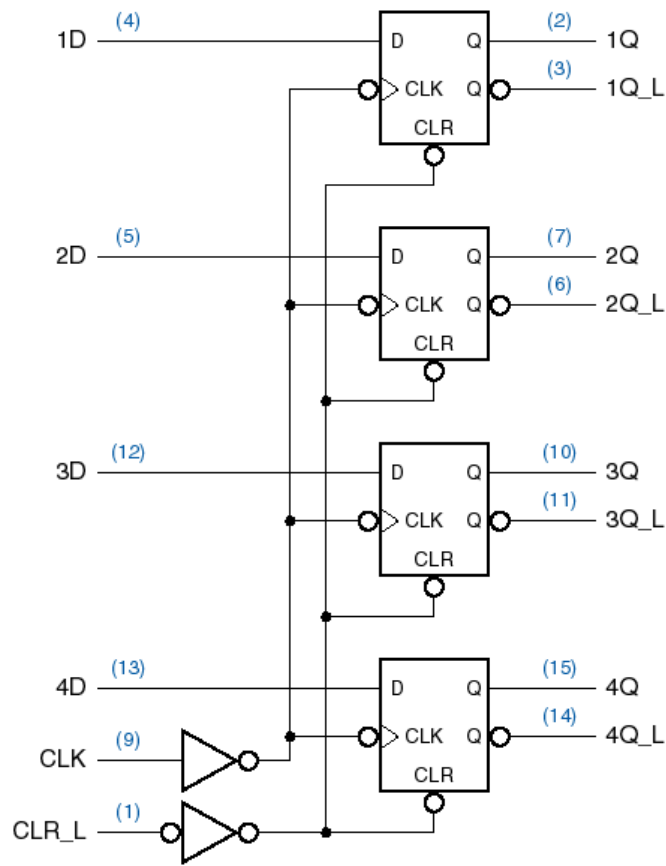 1D (4) D Q (2) 1Q
CLK Q (3) 1Q_L
CLR
2D (5) D Q (7) 2Q
CLK Q (6) 2Q_L
CLR
3D (12) D Q (10) 3Q
CLK Q (11) 3Q_L
CLR
4D (13) D Q (15) 4Q
CLK Q (14) 4Q_L
CLK (9)
CLR
CLR_L (1)